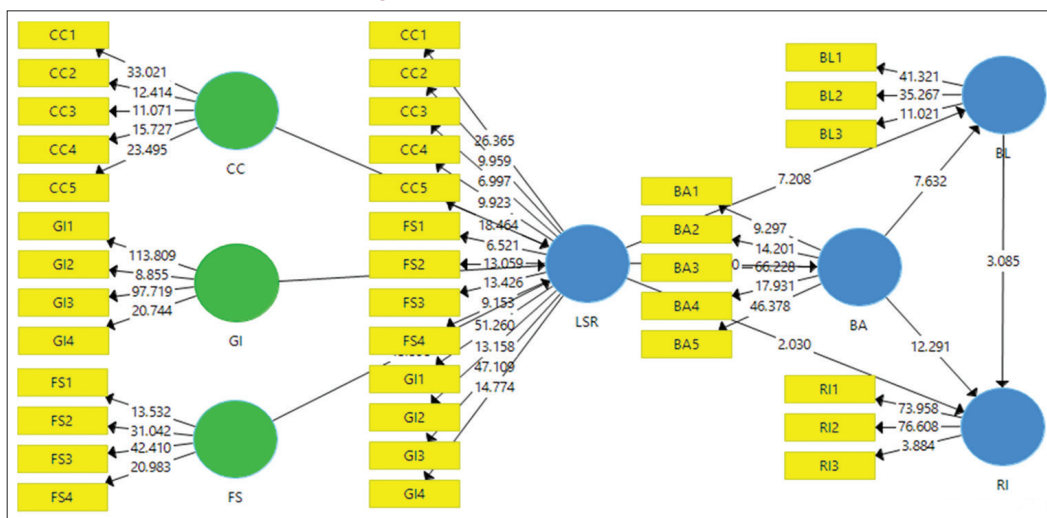 CC1
CC2
CC3
CC4
CC5
33.021
12.414
11.071
15.727
23.495
CC
GI1
GI2
GI3
GI4
113.809
8.855
97.719
20.744
GI
FS1
FS2
FS3
FS4
13.532
31.042
42.410
20.983
FS
CC1
CC2
CC3
CC4
CC5
FS1
FS2
FS3
FS4
GI1
GI2
GI3
GI4
26.365
9.959
6.997
9.923
18.464
6.521
13.059
13.426
9.153
51.260
13.158
47.109
14.774
LSR
7.208
2.030
BA1
BA2
BA3
BA4
BA5
9.297
14.201
66.228
17.931
46.378
BA
7.632
12.291
BL1
BL2
BL3
41.321
35.267
11.021
BL
3.085
RI1
RI2
RI3
73.958
76.608
3.884
RI